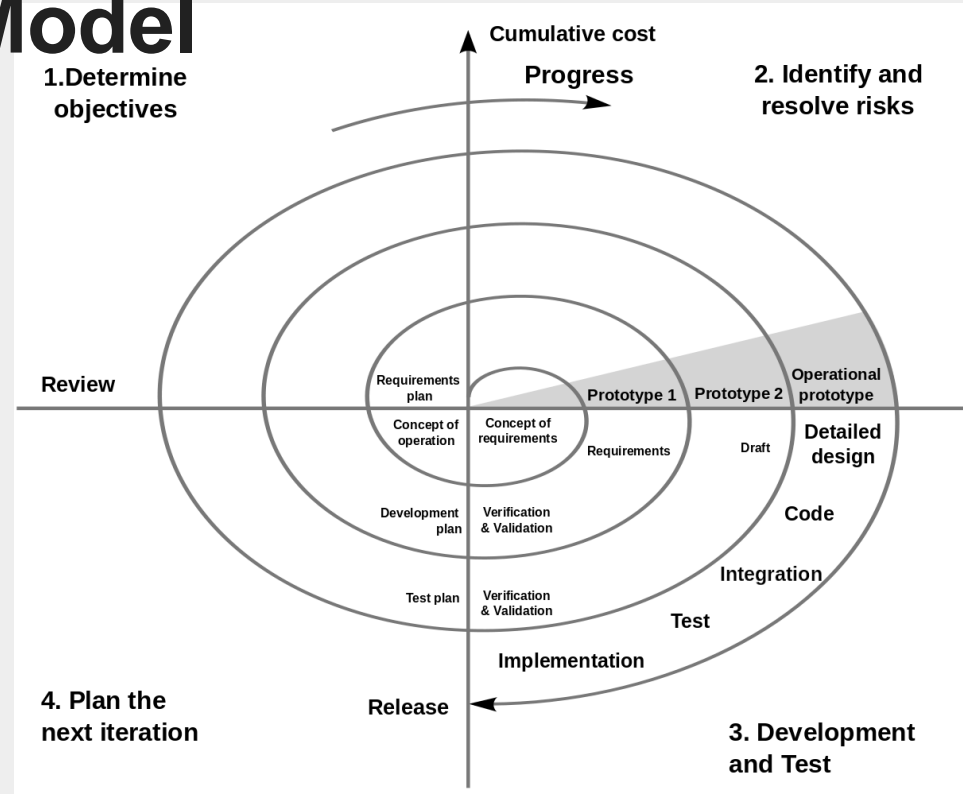 Model
Cumulative cost
Progress
1.Determine
objectives
2. Identify and
resolve risks
Review
Requirements
plan
Concept of
operation
Concept of
requirements
Prototype 1
Prototype 2
Operational
prototype
Requirements
Draft
Detailed
design
Development
plan
Verification
& Validation
Code
Integration
Test plan
Verification
& Validation
Test
Implementation
Release
4. Plan the
next iteration
3. Development
and Test